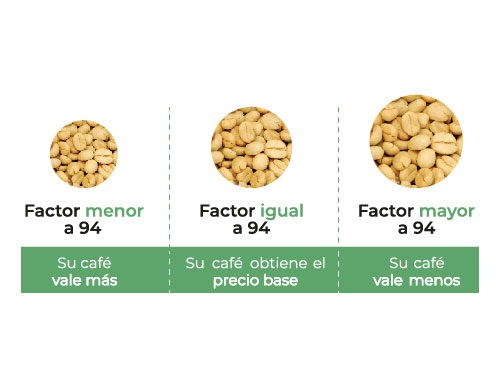 Factor menor
a 94
Factor igual
a 94
Factor mayor
a 94
Su café
vale más
Su café obtiene el
precio base
Su café
vale menos